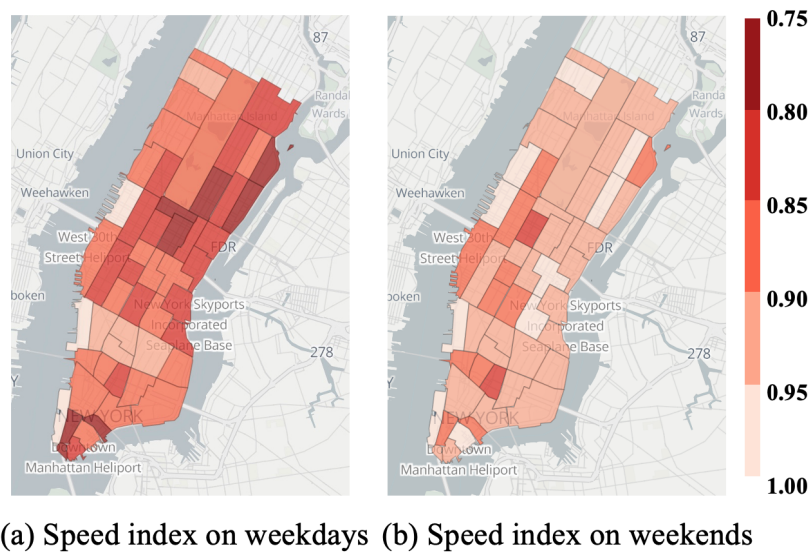 87
Manhattan Island
Randal
Wards
Union City
Weehawken
West 30th
Street Heliport
FDR
boken
New York Skyports
Incorporated
Seaplane Base
278
Y
NEW YORK
Downtown
Manhattan Heliport
(a) Speed index on weekdays
87
Manhattan Island
Randal
Wards
Union City
Weehawken
West 30th
Street Heliport
FDR
boken
New York Skyports
Incorporated
Seaplane Base
278
Y
NEW YORK
Downtown
Manhattan Heliport
(b) Speed index on weekends
0.75
0.80
0.85
0.90
0.95
1.00